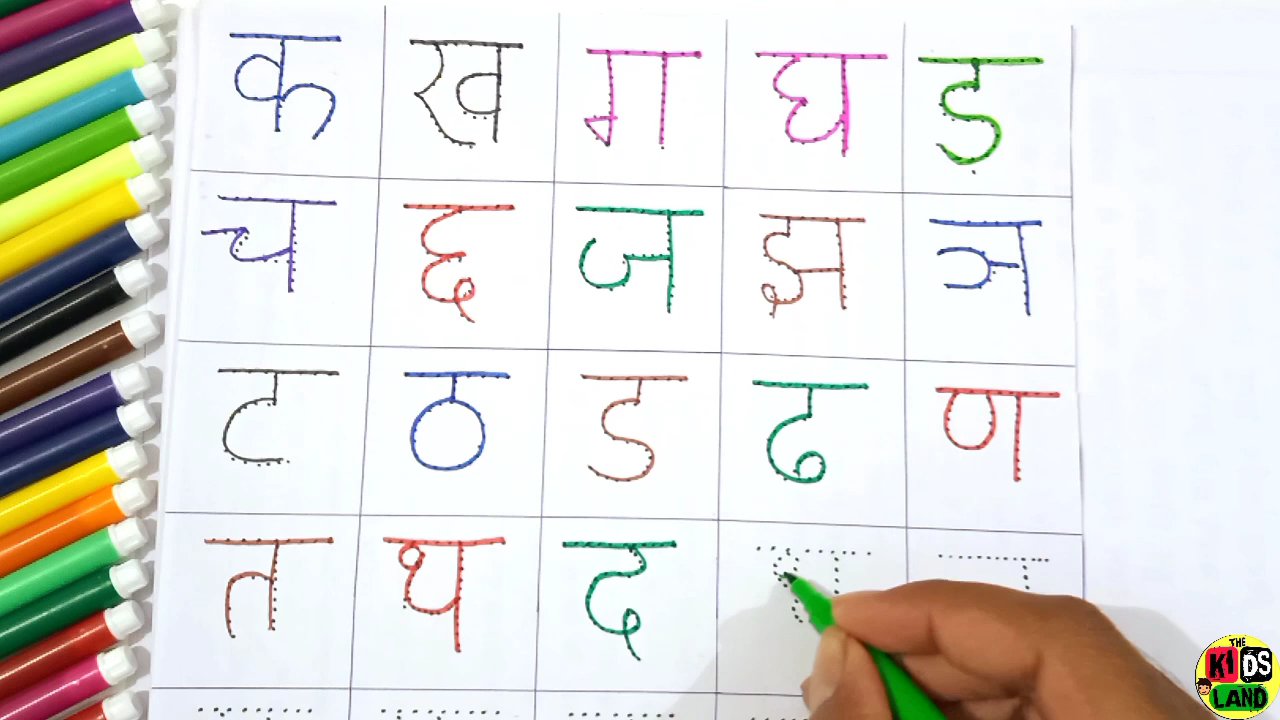 क ख ग घ ड
च छ ज झ ञ
ट ठ ड ढ ण
त थ द
THE
KIDS
LAND